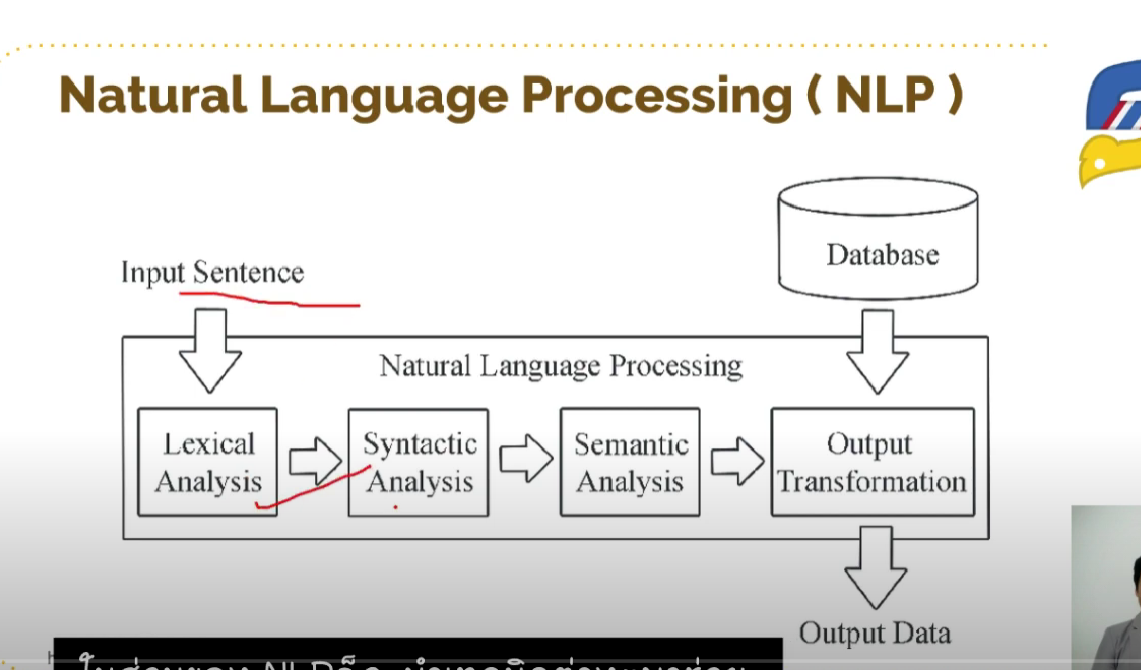 Natural Language Processing ( NLP )
Database
Input Sentence
Natural Language Processing
Lexical
Analysis
Syntactic
Analysis
Semantic
Analysis
Output
Transformation
Output Data
NLP